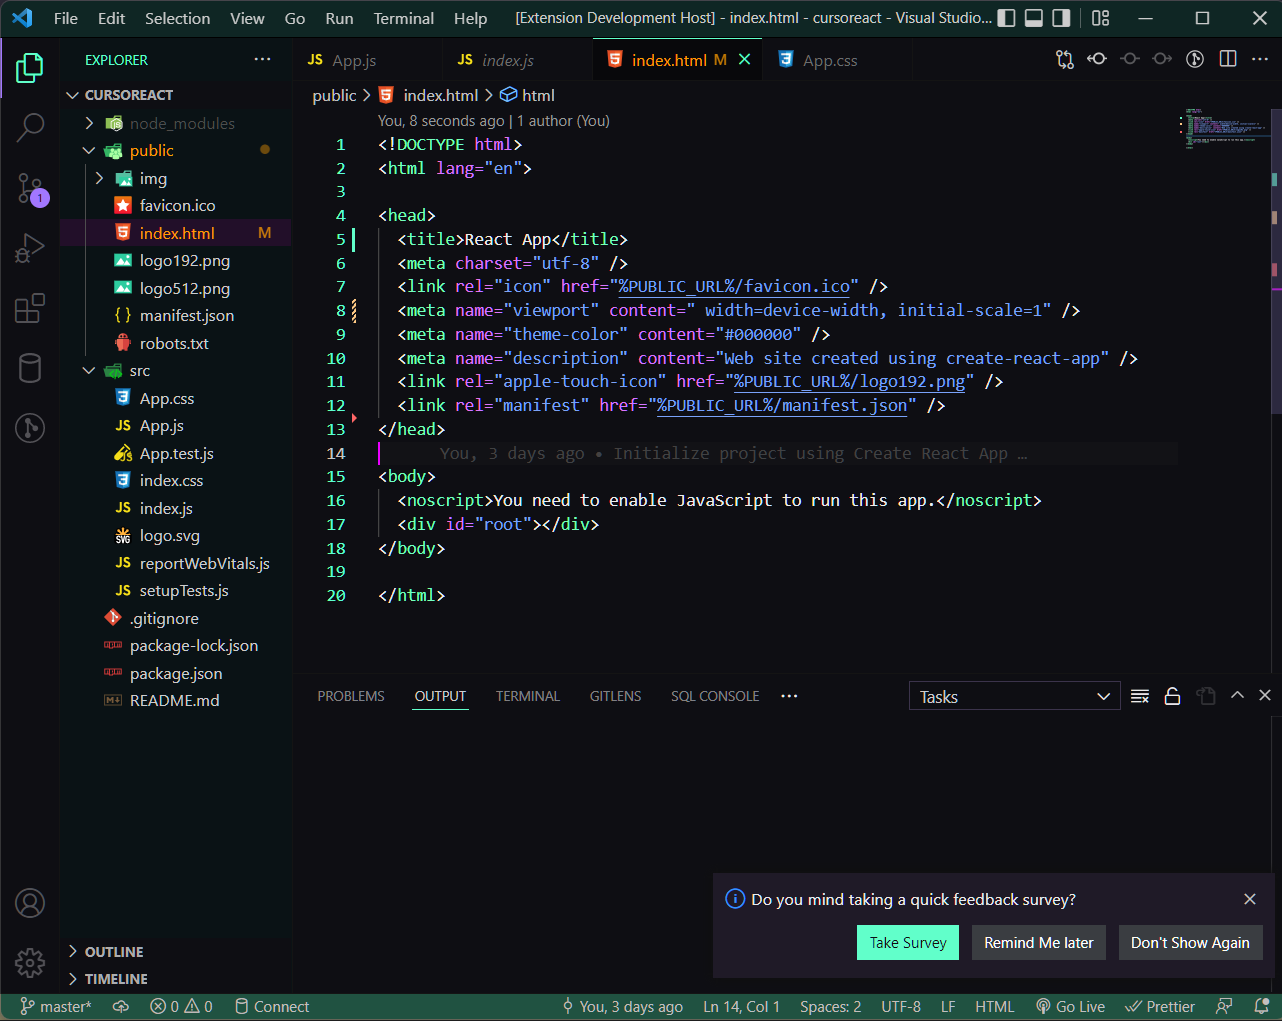 File Edit Selection View Go Run Terminal Help [Extension Development Host] - index.html - cursoreact - Visual Studio...
EXPLORER
JS App.js
JS index.js
index.html M
App.css
CURSOREACT
node_modules
public
img
favicon.ico
index.html M
logo192.png
logo512.png
{ } manifest.json
robots.txt
src
App.css
JS App.js
App.test.js
index.css
JS index.js
SVG logo.svg
JS reportWebVitals.js
JS setupTests.js
.gitignore
package-lock.json
package.json
README.md
OUTLINE
TIMELINE
1
public > index.html > html
You, 8 seconds ago | 1 author (You)
1 <!DOCTYPE html>
2 <html lang="en">
3
4 <head>
5 <title>React App</title>
6 <meta charset="utf-8" />
7 <link rel="icon" href="%PUBLIC_URL%/favicon.ico" />
8 <meta name="viewport" content=" width=device-width, initial-scale=1" />
9 <meta name="theme-color" content="#000000" />
10 <meta name="description" content="Web site created using create-react-app" />
11 <link rel="apple-touch-icon" href="%PUBLIC_URL%/logo192.png" />
12 <link rel="manifest" href="%PUBLIC_URL%/manifest.json" />
13 </head>
14 You, 3 days ago • Initialize project using Create React App …
15 <body>
16 <noscript>You need to enable JavaScript to run this app.</noscript>
17 <div id="root"></div>
18 </body>
19
20 </html>
PROBLEMS OUTPUT TERMINAL GITLENS SQL CONSOLE ··· Tasks
Do you mind taking a quick feedback survey?
Take Survey Remind Me later Don't Show Again
master* 0 0 Connect You, 3 days ago Ln 14, Col 1 Spaces: 2 UTF-8 LF HTML Go Live Prettier